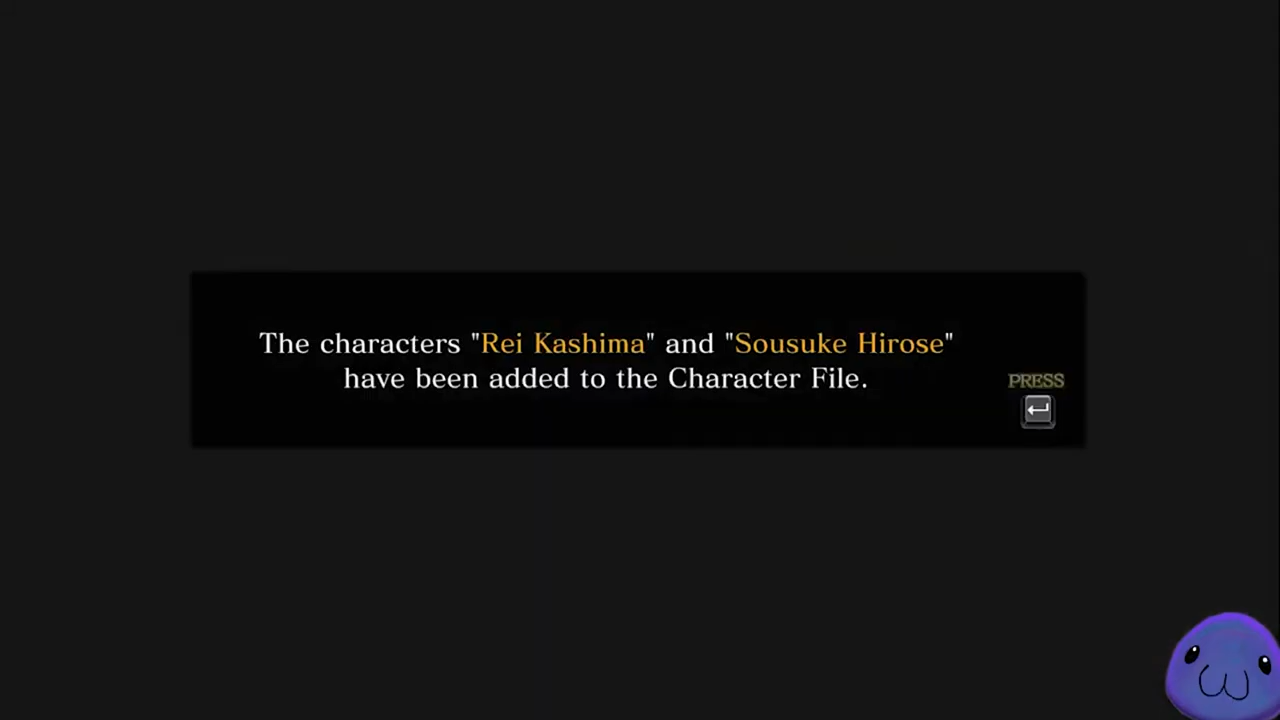 The characters "Rei Kashima" and "Sousuke Hirose"
have been added to the Character File.
PRESS